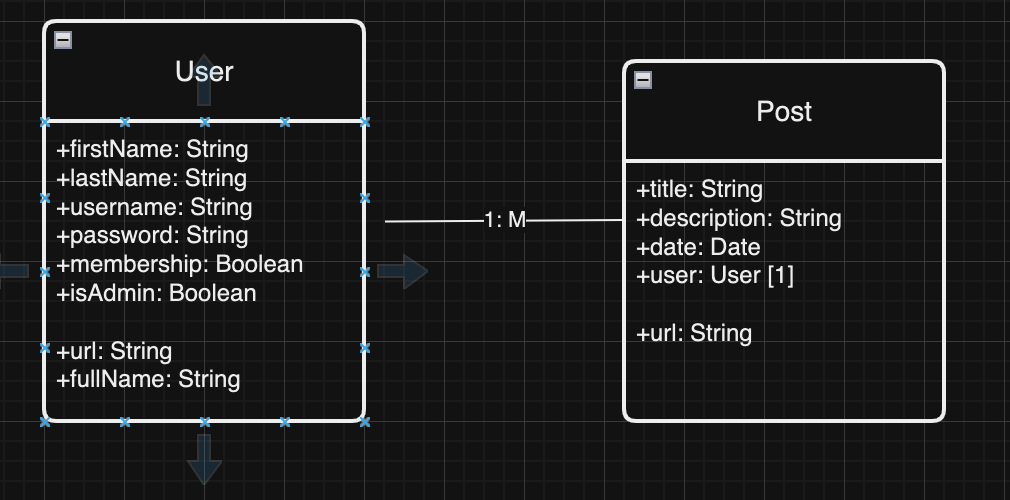 User
+firstName: String
+lastName: String
+username: String
+password: String
+membership: Boolean
+isAdmin: Boolean
+url: String
+fullName: String
1: M
Post
+title: String
+description: String
+date: Date
+user: User [1]
+url: String